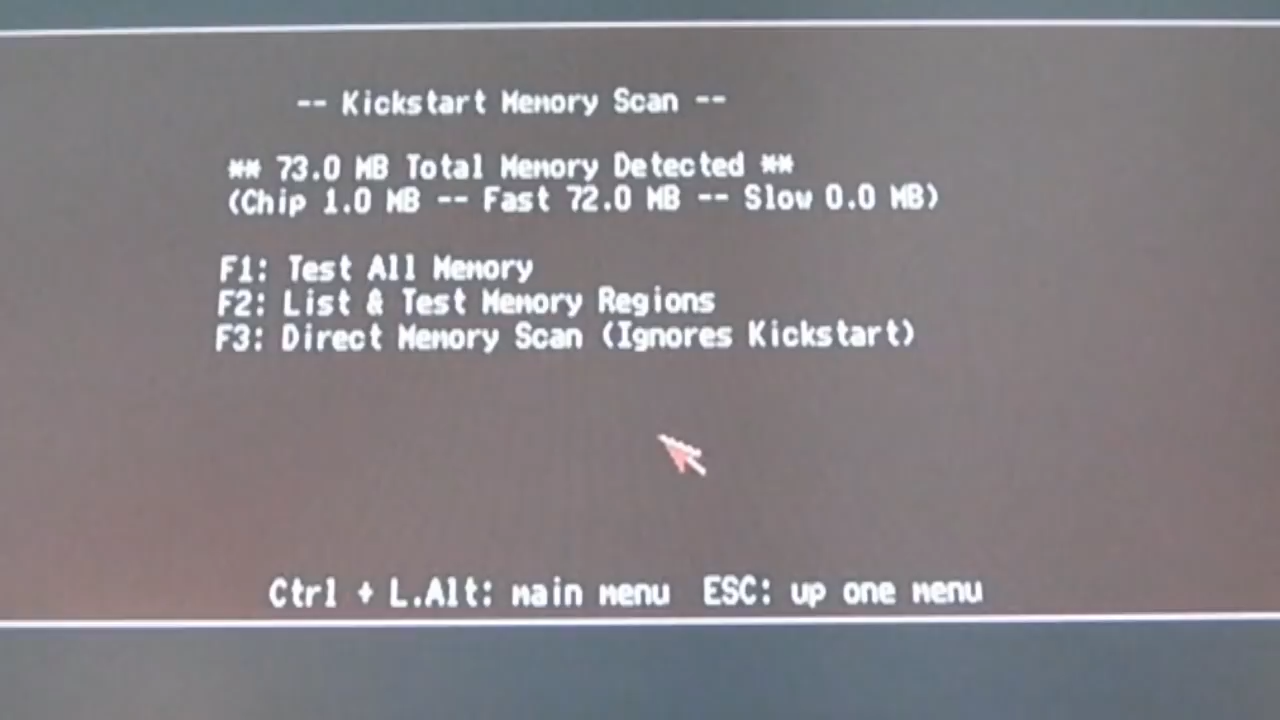 -- Kickstart Memory Scan --
** 73.0 MB Total Memory Detected **
(Chip 1.0 MB -- Fast 72.0 MB -- Slow 0.0 MB)
F1: Test All Memory
F2: List & Test Memory Regions
F3: Direct Memory Scan (Ignores Kickstart)
Ctrl + L.Alt: main menu ESC: up one menu